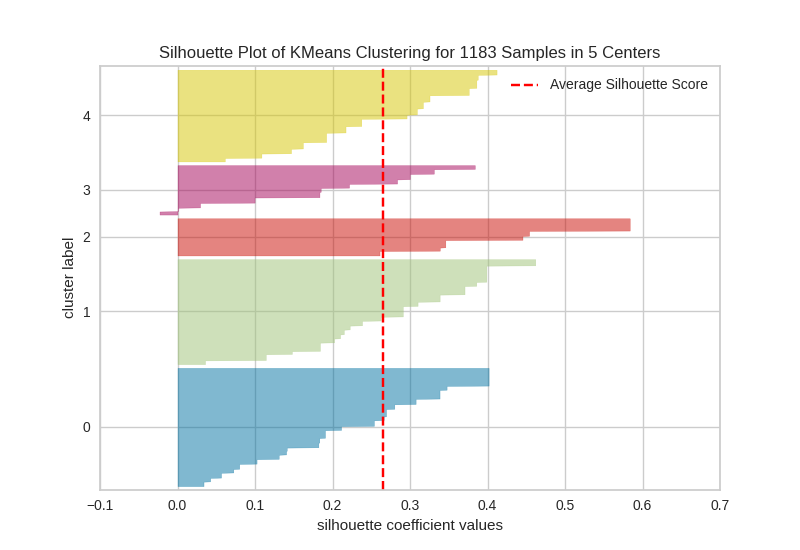 Silhouette Plot of KMeans Clustering for 1183 Samples in 5 Centers
Average Silhouette Score
4
3
2
1
0
cluster label
−0.1 0.0 0.1 0.2 0.3 0.4 0.5 0.6 0.7
silhouette coefficient values